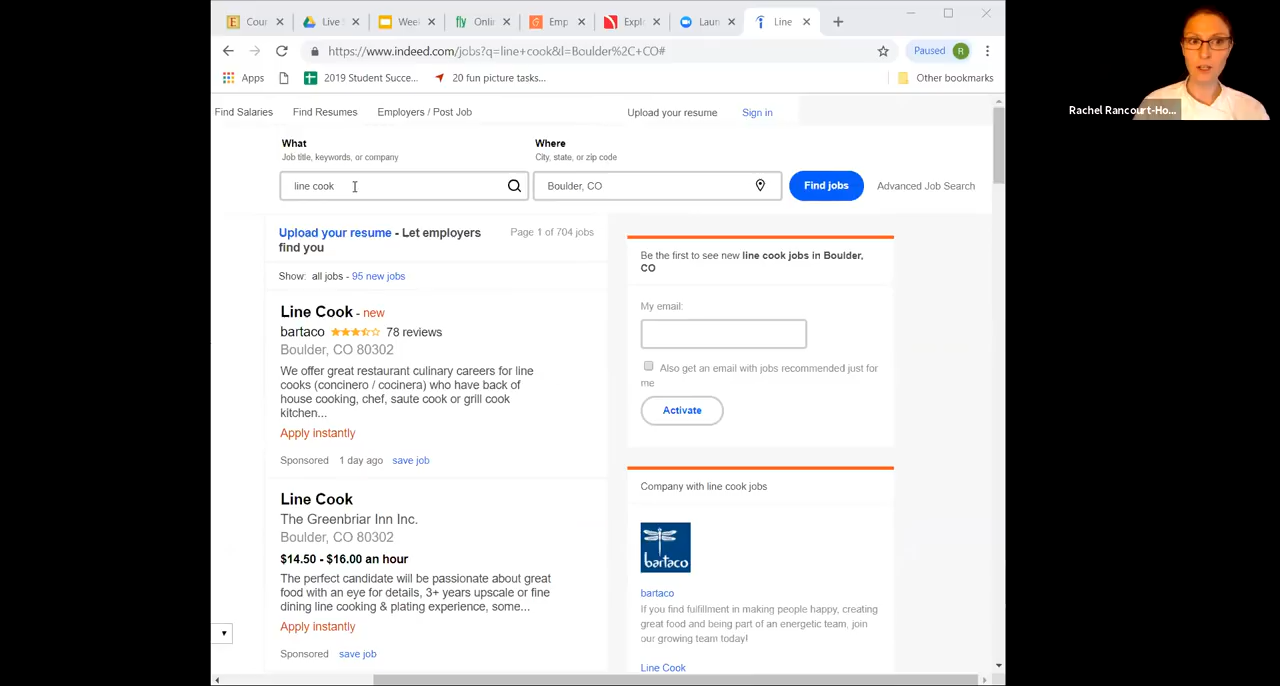 Cour
Live
Week
fly Onlin
Emp
Explo
Laun
Line
https://www.indeed.com/jobs?q=line+cook&l=Boulder%2C+CO#
Paused R
Apps
2019 Student Succe...
20 fun picture tasks...
Other bookmarks
Rachel Rancourt-Ho...
Find Salaries
Find Resumes
Employers / Post Job
Upload your resume
Sign in
What
Job title, keywords, or company
line cook
Where
City, state, or zip code
Boulder, CO
Find jobs
Advanced Job Search
Upload your resume - Let employers
find you
Page 1 of 704 jobs
Show: all jobs - 95 new jobs
Line Cook - new
bartaco 78 reviews
Boulder, CO 80302
We offer great restaurant culinary careers for line
cooks (concinero / cocinera) who have back of
house cooking, chef, saute cook or grill cook
kitchen...
Apply instantly
Sponsored 1 day ago save job
Line Cook
The Greenbriar Inn Inc.
Boulder, CO 80302
$14.50 - $16.00 an hour
The perfect candidate will be passionate about great
food with an eye for details, 3+ years upscale or fine
dining line cooking & plating experience, some...
Apply instantly
Sponsored save job
Be the first to see new line cook jobs in Boulder,
CO
My email:
Also get an email with jobs recommended just for
me
Activate
Company with line cook jobs
bartaco
bartaco
If you find fulfillment in making people happy, creating
great food and being part of an energetic team, join
our growing team today!
Line Cook